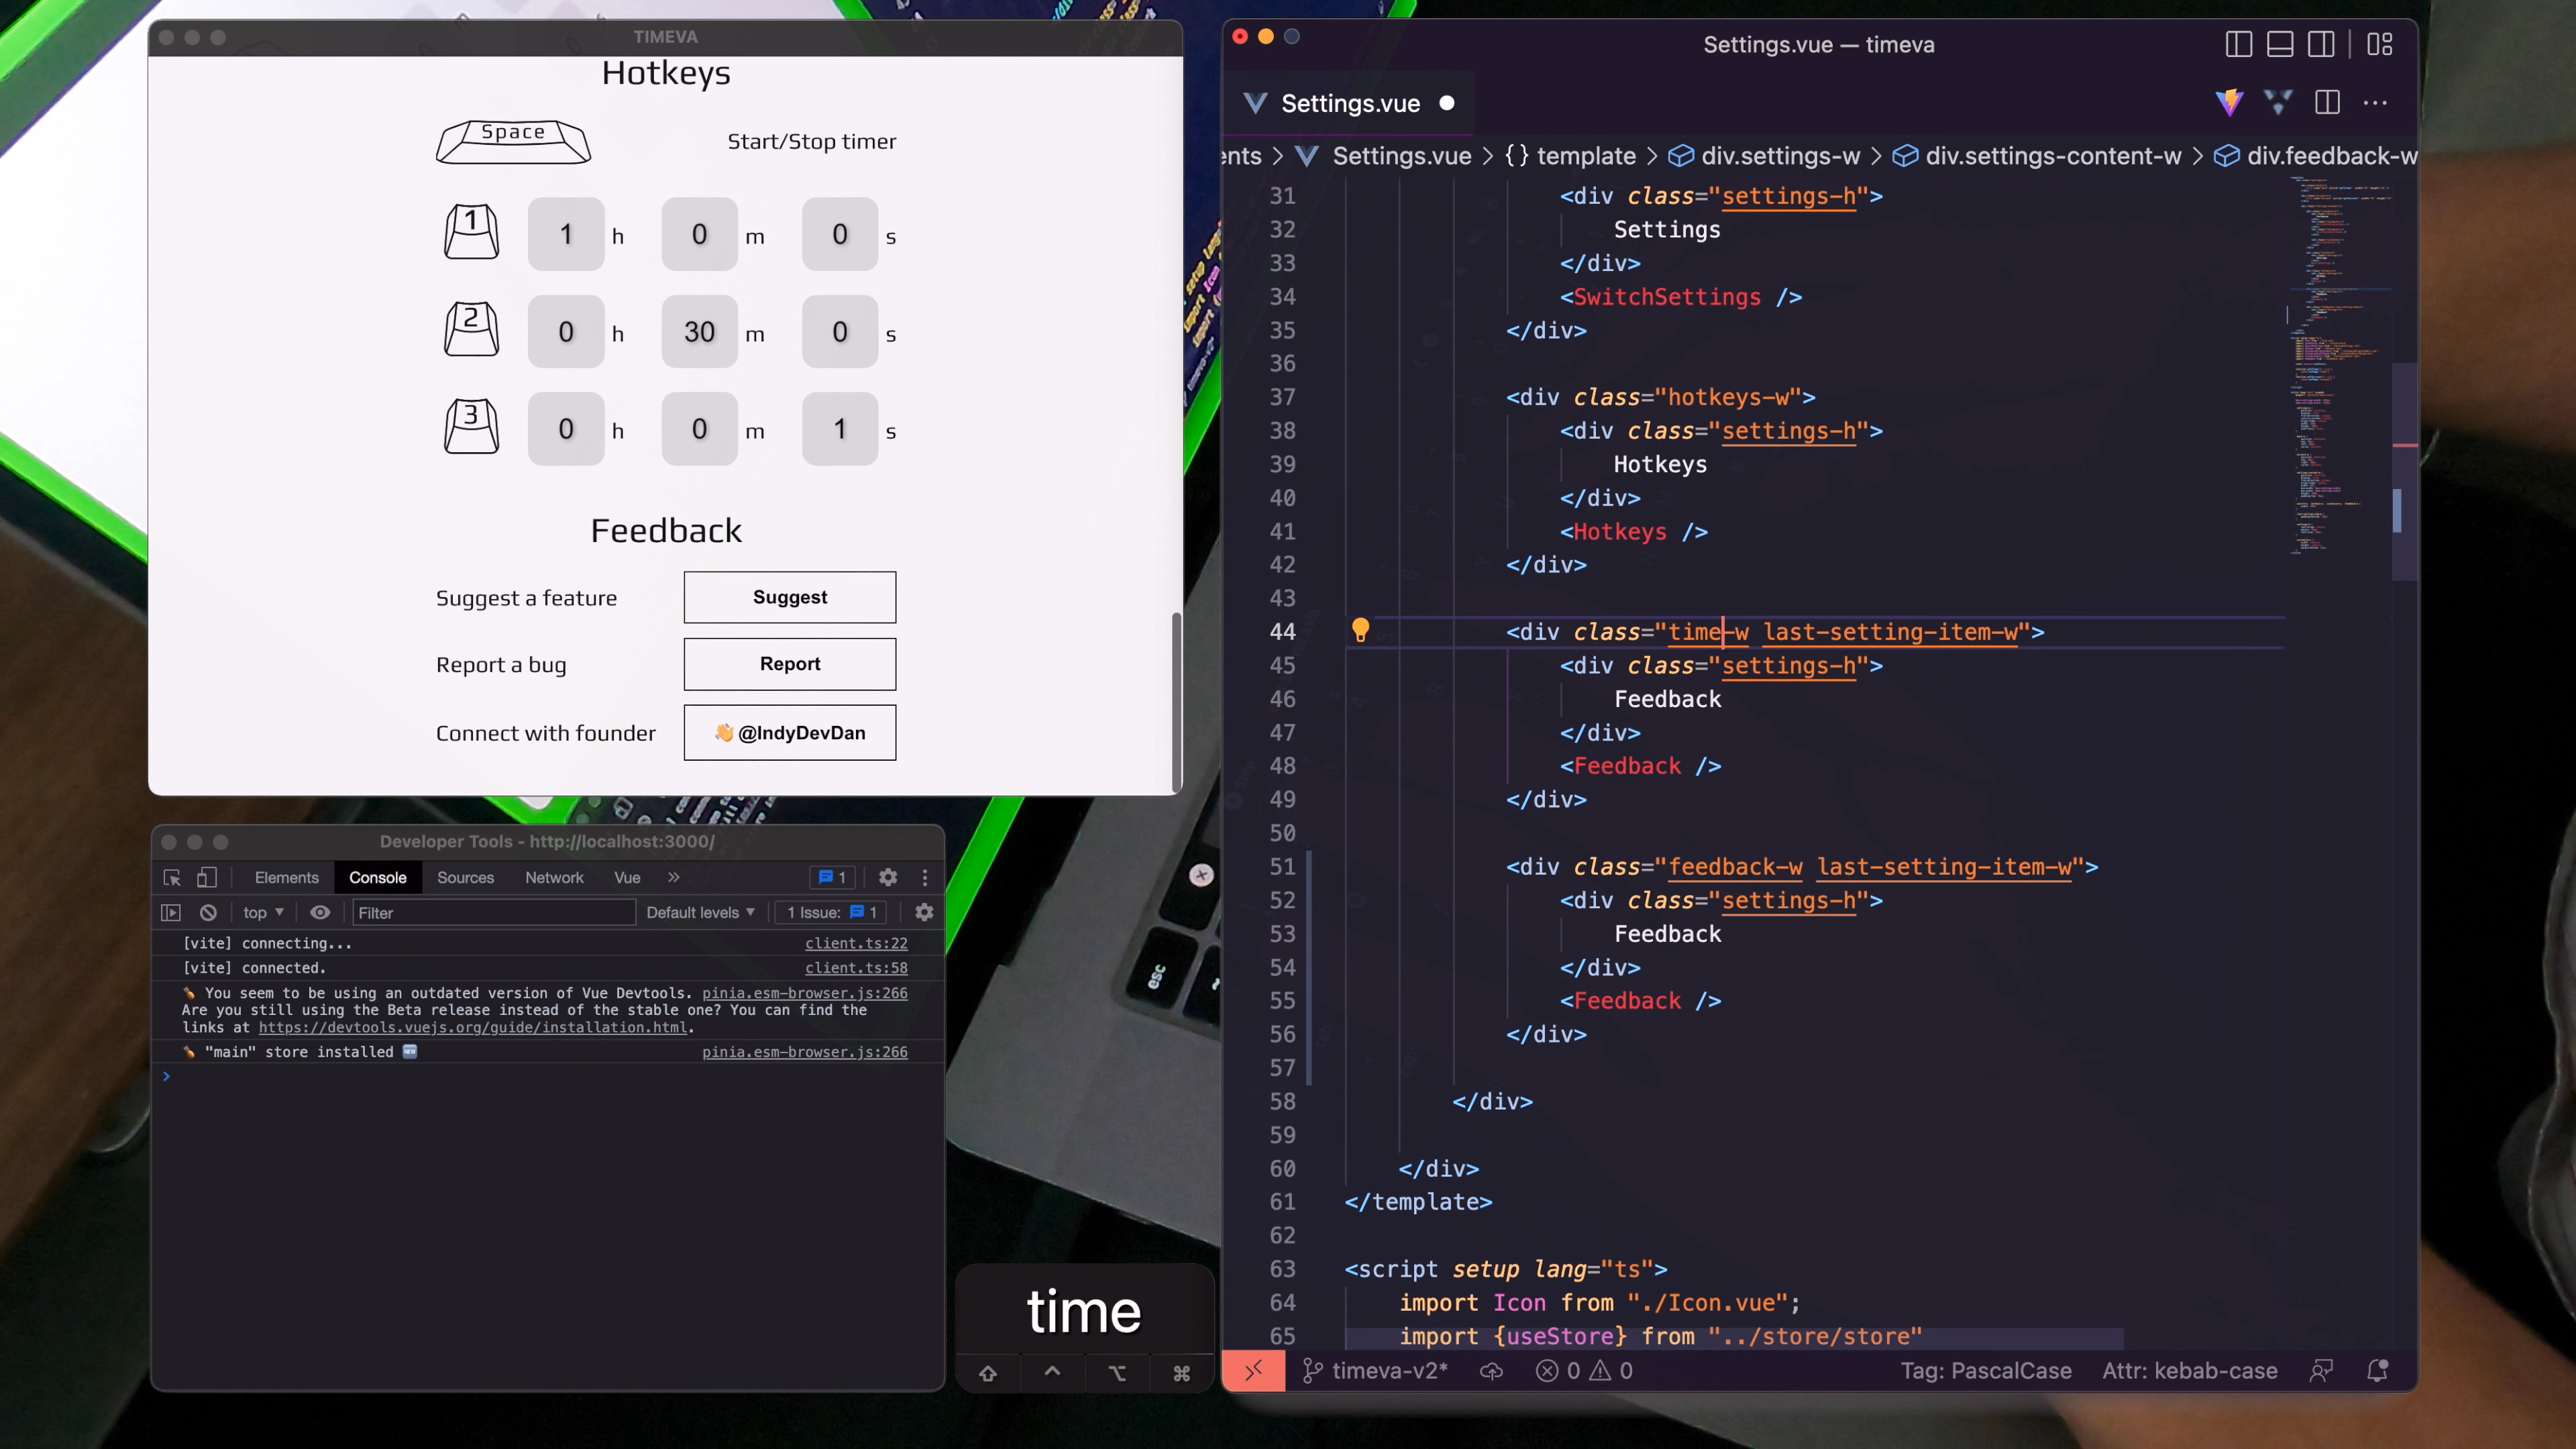 TIMEVA
Hotkeys
Space
Start/Stop timer
1
1 h 0 m 0 s
2
0 h 30 m 0 s
3
0 h 0 m 1 s
Feedback
Suggest a feature
Suggest
Report a bug
Report
Connect with founder
👋 @IndyDevDan
Developer Tools - http://localhost:3000/
Elements Console Sources Network Vue » 1
top ▼ Filter Default levels ▼ 1 Issue: 1
[vite] connecting... client.ts:22
[vite] connected. client.ts:58
🍍 You seem to be using an outdated version of Vue Devtools. pinia.esm-browser.js:266
Are you still using the Beta release instead of the stable one? You can find the
links at https://devtools.vuejs.org/guide/installation.html.
🍍 "main" store installed 🆕 pinia.esm-browser.js:266
>
time
⇧ ⌃ ⌥ ⌘
esc
Settings.vue — timeva
Settings.vue ●
ents > Settings.vue > {} template > div.settings-w > div.settings-content-w > div.feedback-w
31 <div class="settings-h">
32 Settings
33 </div>
34 <SwitchSettings />
35 </div>
36
37 <div class="hotkeys-w">
38 <div class="settings-h">
39 Hotkeys
40 </div>
41 <Hotkeys />
42 </div>
43
44 <div class="time-w last-setting-item-w">
45 <div class="settings-h">
46 Feedback
47 </div>
48 <Feedback />
49 </div>
50
51 <div class="feedback-w last-setting-item-w">
52 <div class="settings-h">
53 Feedback
54 </div>
55 <Feedback />
56 </div>
57
58 </div>
59
60 </div>
61 </template>
62
63 <script setup lang="ts">
64 import Icon from "./Icon.vue";
65 import {useStore} from "../store/store"
timeva-v2* 0 0 Tag: PascalCase Attr: kebab-case